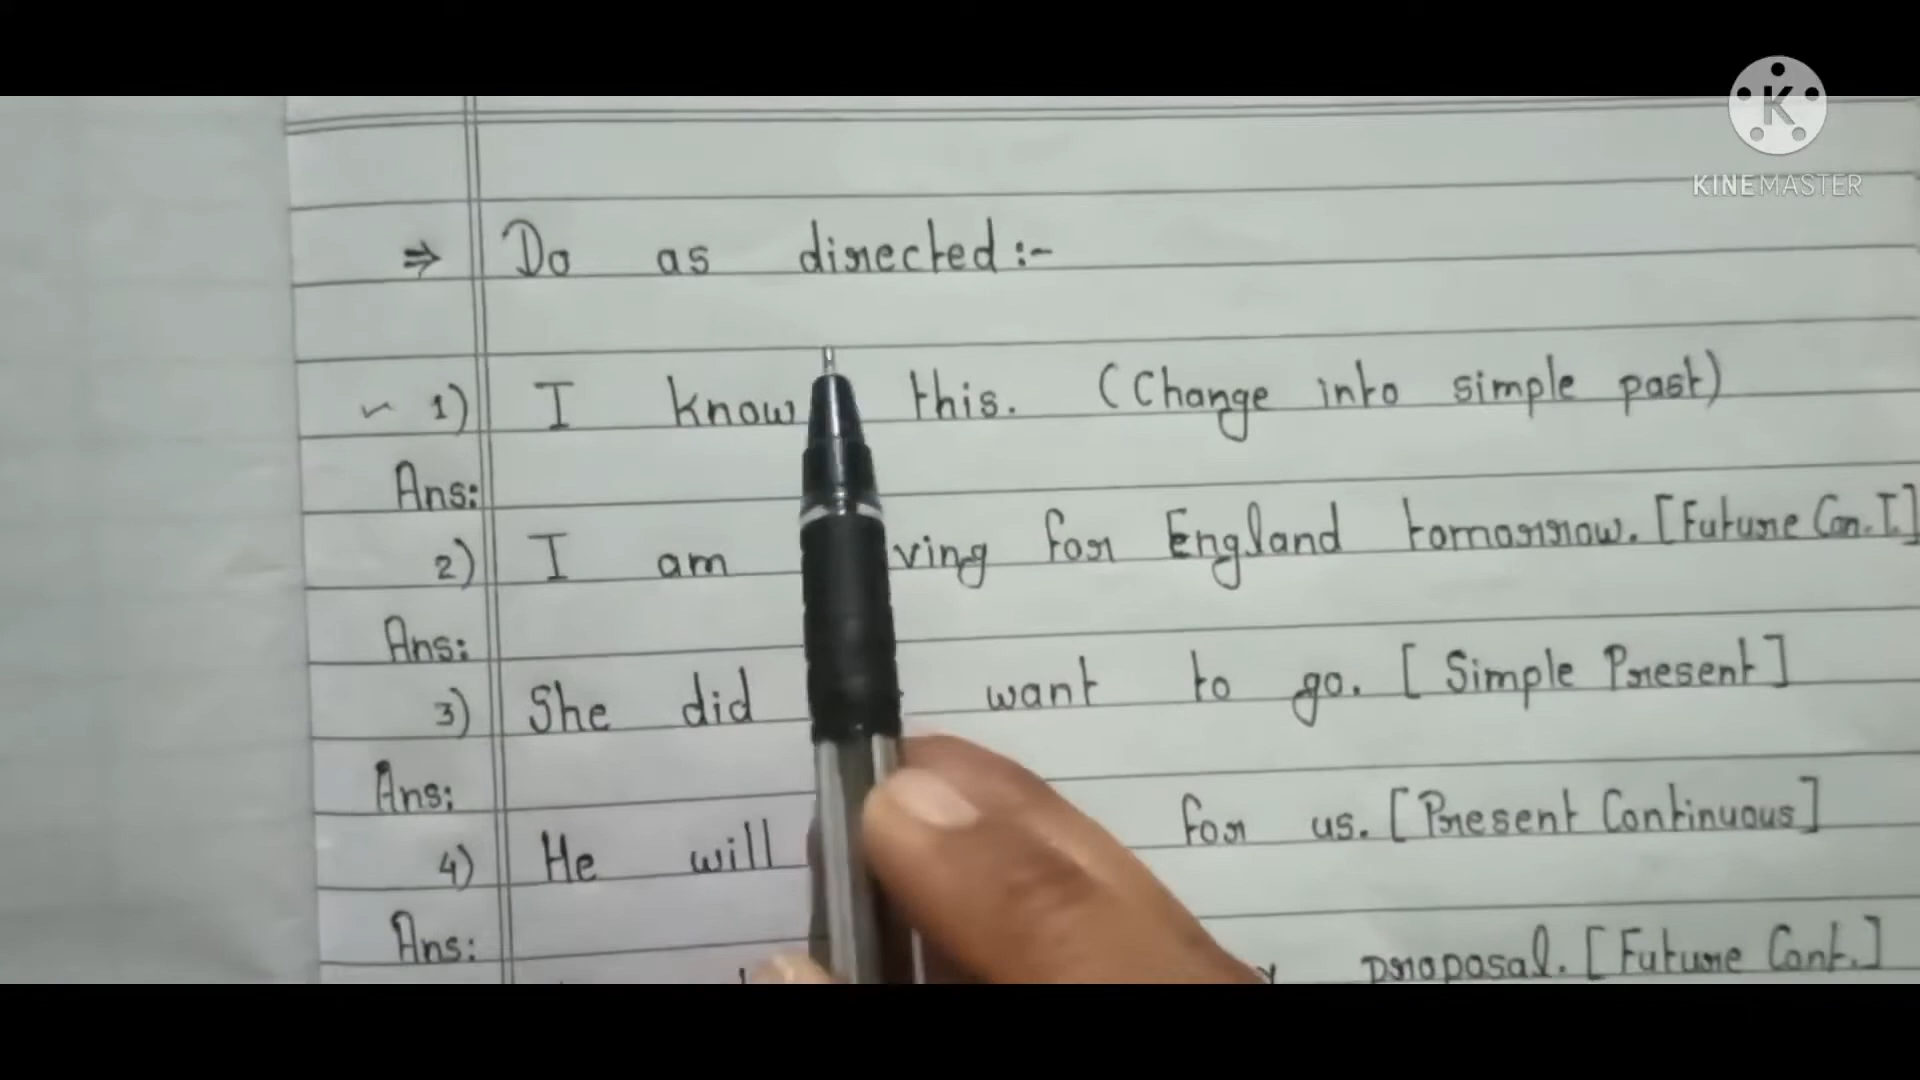 K
KINEMASTER
⇒ Do as directed:-
1) I know this. (Change into simple past)
Ans:
2) I am ving for England tomorrow. [Future Con.T.]
Ans:
3) She did want to go. [Simple Present]
Ans:
4) He will for us. [Present Continuous]
Ans:
proposal. [Future Cont.]